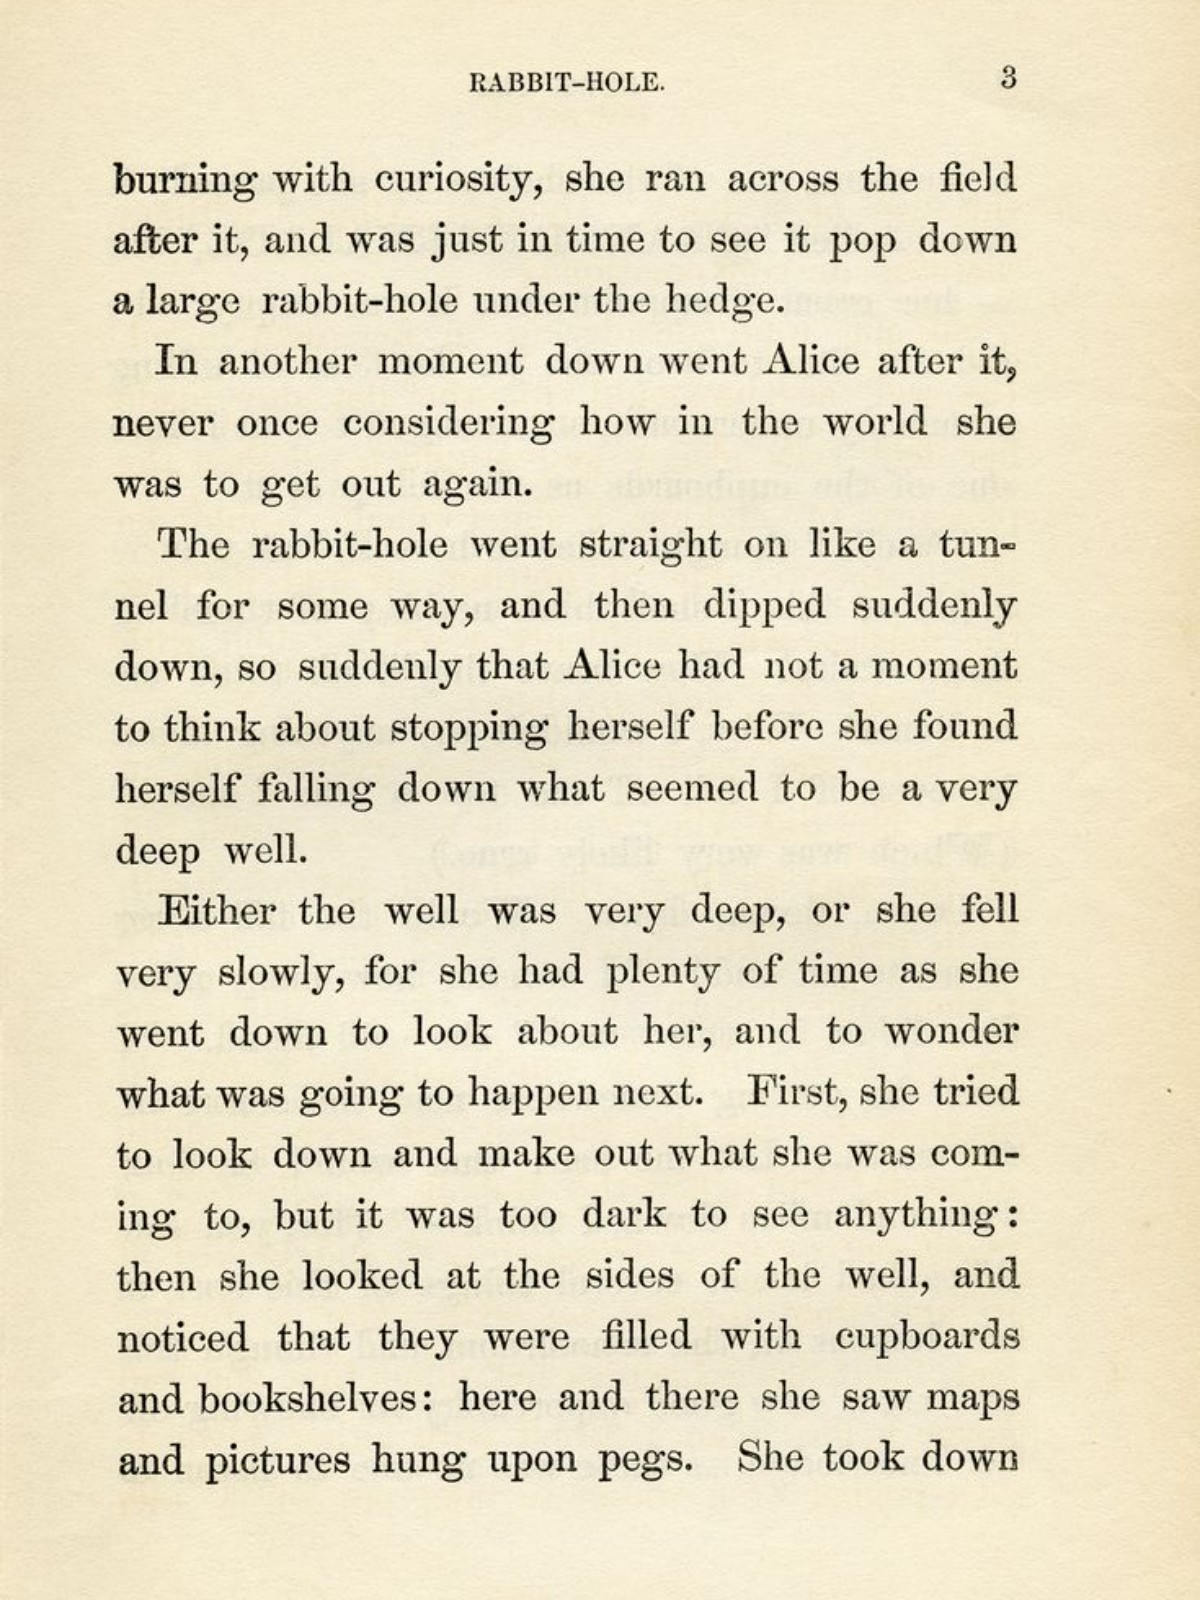 RABBIT-HOLE. 3
burning with curiosity, she ran across the field
after it, and was just in time to see it pop down
a large rabbit-hole under the hedge.
In another moment down went Alice after it,
never once considering how in the world she
was to get out again.
The rabbit-hole went straight on like a tun-
nel for some way, and then dipped suddenly
down, so suddenly that Alice had not a moment
to think about stopping herself before she found
herself falling down what seemed to be a very
deep well.
Either the well was very deep, or she fell
very slowly, for she had plenty of time as she
went down to look about her, and to wonder
what was going to happen next. First, she tried
to look down and make out what she was com-
ing to, but it was too dark to see anything:
then she looked at the sides of the well, and
noticed that they were filled with cupboards
and bookshelves: here and there she saw maps
and pictures hung upon pegs. She took down